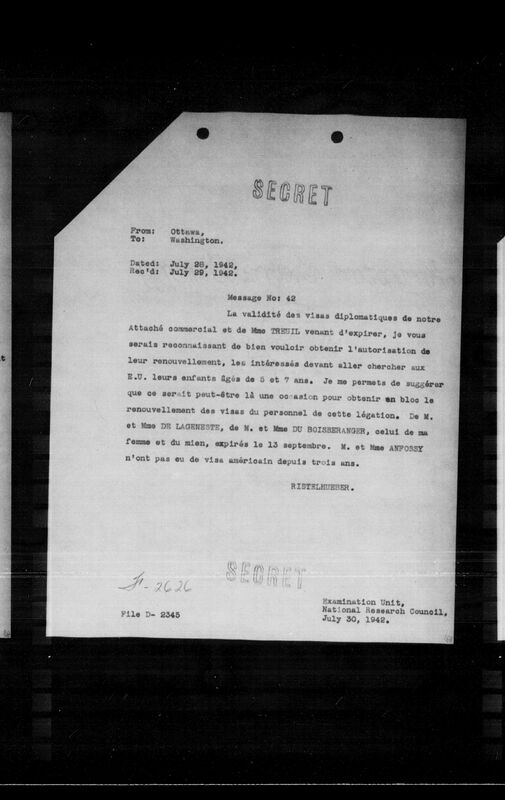 SECRET
From: Ottawa,
To: Washington.
Dated: July 28, 1942,
Rec'd: July 29, 1942.
Message No: 42
La validité des visas diplomatiques de notre
Attaché commercial et de Mme TREUIL venant d'expirer, je vous
serais reconnaissant de bien vouloir obtenir l'autorisation de
leur renouvellement, les intéressés devant aller chercher aux
E.U. leurs enfants âgés de 5 et 7 ans. Je me permets de suggérer
que ce serait peut-être là une occasion pour obtenir en bloc le
renouvellement des visas du personnel de cette légation. De M.
et Mme DE LAGENESTE, de M. et Mme DU BOISSERANGER, celui de ma
femme et du mien, expirés le 13 septembre. M. et Mme ANFOSSY
n'ont pas eu de visa américain depuis trois ans.
RISTELHUEBER.
SECRET
F-2626
File D- 2345
Examination Unit,
National Research Council,
July 30, 1942.
t